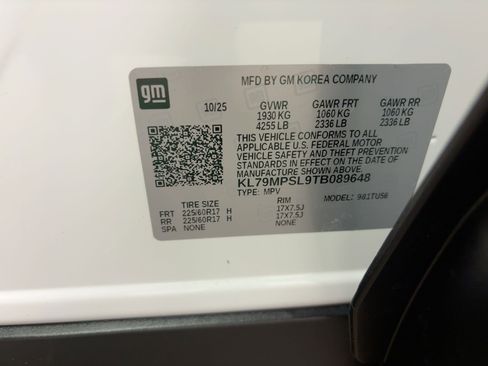 gm
MFD BY GM KOREA COMPANY
10/25 GVWR GAWR FRT GAWR RR
1930 KG 1060 KG 1060 KG
4255 LB 2336 LB 2336 LB
THIS VEHICLE CONFORMS TO ALL
APPLICABLE U.S. FEDERAL MOTOR
VEHICLE SAFETY AND THEFT PREVENTION
STANDARDS IN EFFECT ON THE DATE OF
MANUFACTURE SHOWN ABOVE.
KL79MPSL9TB089648
TYPE: MPV
MODEL: 9B1TU56
TIRE SIZE RIM
FRT 225/60R17 H 17X7.5J
RR 225/60R17 H 17X7.5J
SPA NONE NONE